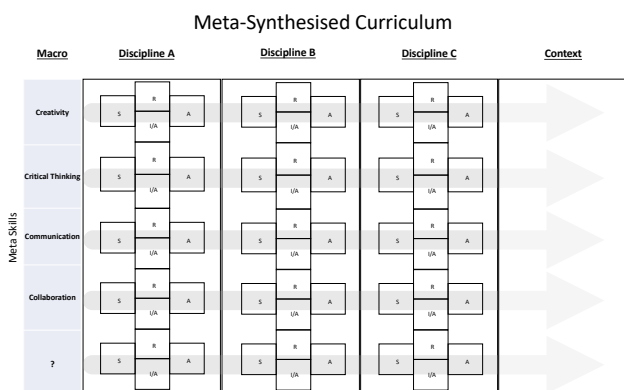 Meta-Synthesised Curriculum
Macro Discipline A Discipline B Discipline C Context
Meta Skills
Creativity
R R R
S A S A S A
I/A I/A I/A
Critical Thinking
R R R
S A S A S A
I/A I/A I/A
Communication
R R R
S A S A S A
I/A I/A I/A
Collaboration
R R R
S A S A S A
I/A I/A I/A
?
R R R
S A S A S A
I/A I/A I/A